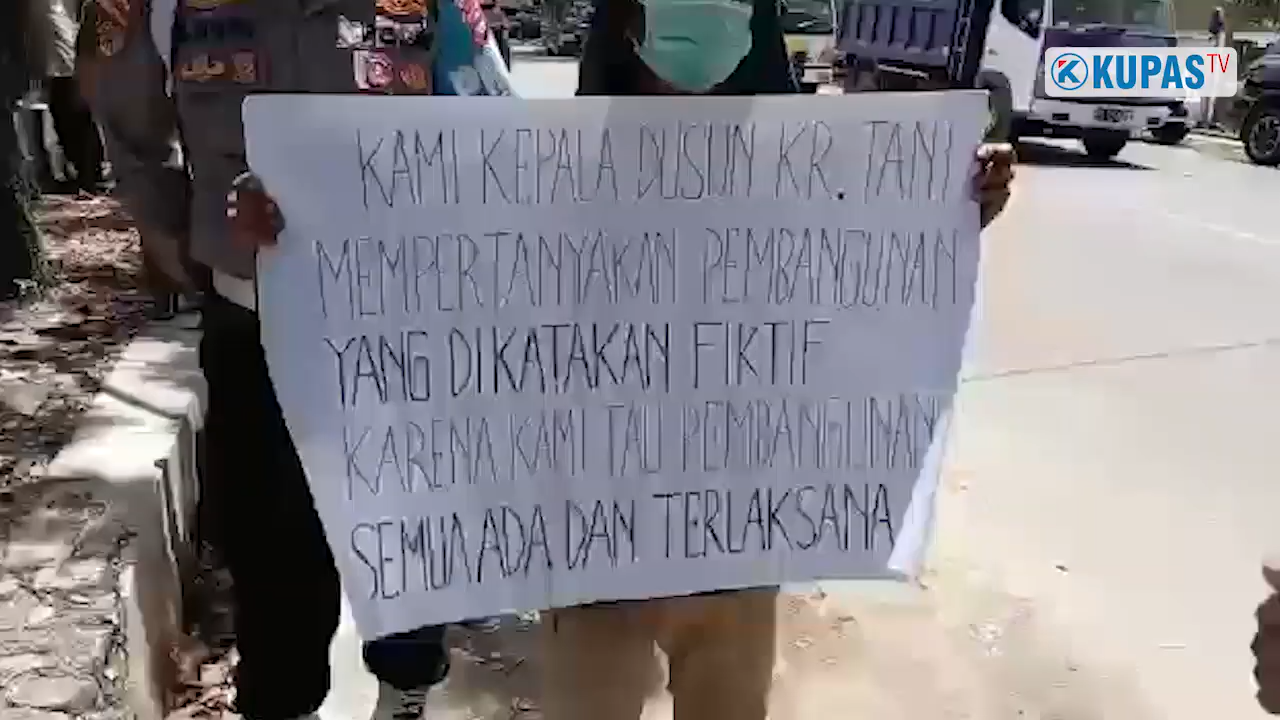 KUPAS TV
KAMI KEPALA DUSUN KR. TANI
MEMPERTANYAKAN PEMBANGUNAN
YANG DIKATAKAN FIKTIF
KARENA KAMI TAU PEMBANGUNAN
SEMUA ADA DAN TERLAKSANA